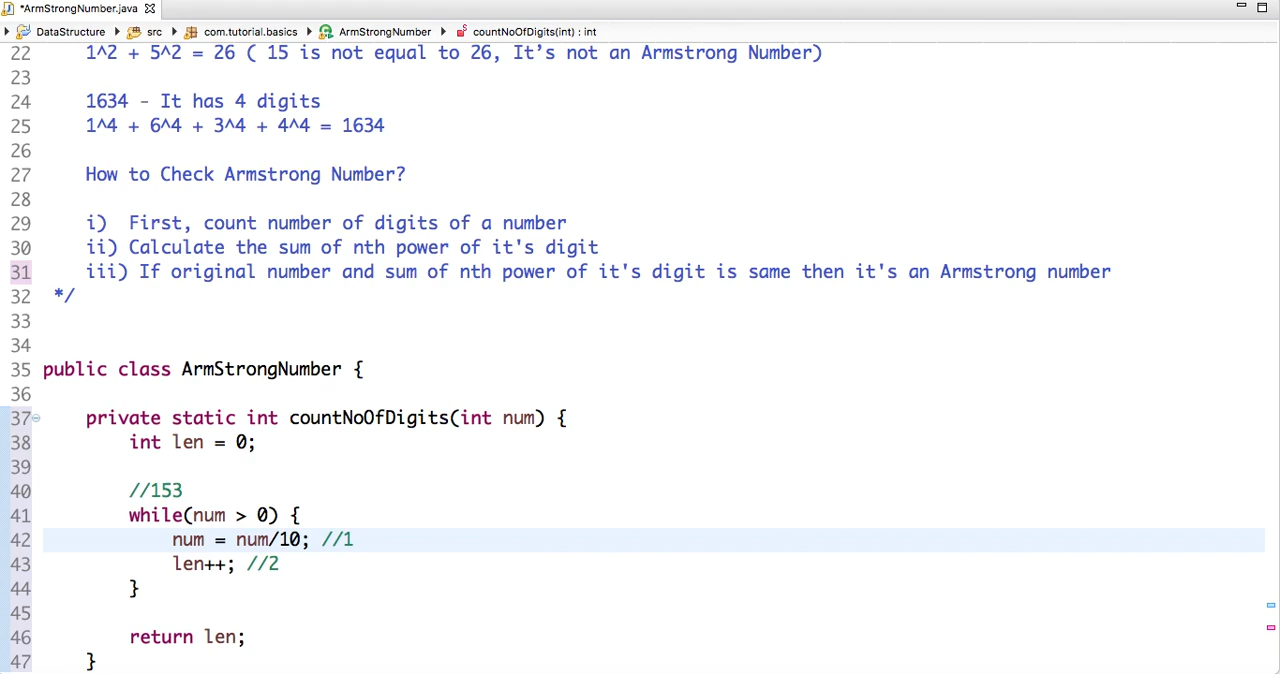 *ArmStrongNumber.java
DataStructure src com.tutorial.basics ArmStrongNumber countNoOfDigits(int) : int
22 1^2 + 5^2 = 26 ( 15 is not equal to 26, It’s not an Armstrong Number)
23
24 1634 - It has 4 digits
25 1^4 + 6^4 + 3^4 + 4^4 = 1634
26
27 How to Check Armstrong Number?
28
29 i) First, count number of digits of a number
30 ii) Calculate the sum of nth power of it's digit
31 iii) If original number and sum of nth power of it's digit is same then it's an Armstrong number
32 */
33
34
35 public class ArmStrongNumber {
36
37 private static int countNoOfDigits(int num) {
38 int len = 0;
39
40 //153
41 while(num > 0) {
42 num = num/10; //1
43 len++; //2
44 }
45
46 return len;
47 }